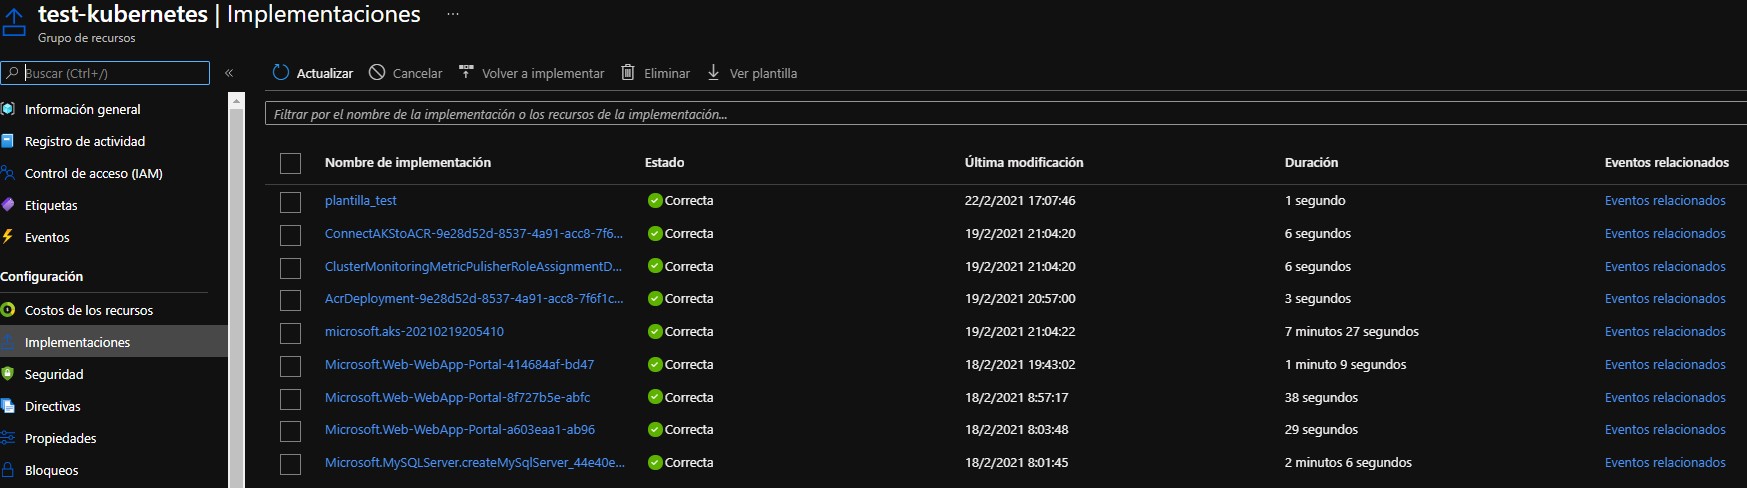 test-kubernetes | Implementaciones ...
Grupo de recursos
Buscar (Ctrl+/) «
Actualizar Cancelar Volver a implementar Eliminar Ver plantilla
Información general
Registro de actividad
Control de acceso (IAM)
Etiquetas
Eventos
Configuración
Costos de los recursos
Implementaciones
Seguridad
Directivas
Propiedades
Bloqueos
Filtrar por el nombre de la implementación o los recursos de la implementación...
Nombre de implementación Estado Última modificación Duración Eventos relacionados
plantilla_test Correcta 22/2/2021 17:07:46 1 segundo Eventos relacionados
ConnectAKStoACR-9e28d52d-8537-4a91-acc8-7f6... Correcta 19/2/2021 21:04:20 6 segundos Eventos relacionados
ClusterMonitoringMetricPulisherRoleAssignmentD... Correcta 19/2/2021 21:04:20 6 segundos Eventos relacionados
AcrDeployment-9e28d52d-8537-4a91-acc8-7f6f1c... Correcta 19/2/2021 20:57:00 3 segundos Eventos relacionados
microsoft.aks-20210219205410 Correcta 19/2/2021 21:04:22 7 minutos 27 segundos Eventos relacionados
Microsoft.Web-WebApp-Portal-414684af-bd47 Correcta 18/2/2021 19:43:02 1 minuto 9 segundos Eventos relacionados
Microsoft.Web-WebApp-Portal-8f727b5e-abfc Correcta 18/2/2021 8:57:17 38 segundos Eventos relacionados
Microsoft.Web-WebApp-Portal-a603eaa1-ab96 Correcta 18/2/2021 8:03:48 29 segundos Eventos relacionados
Microsoft.MySQLServer.createMySqlServer_44e40e... Correcta 18/2/2021 8:01:45 2 minutos 6 segundos Eventos relacionados